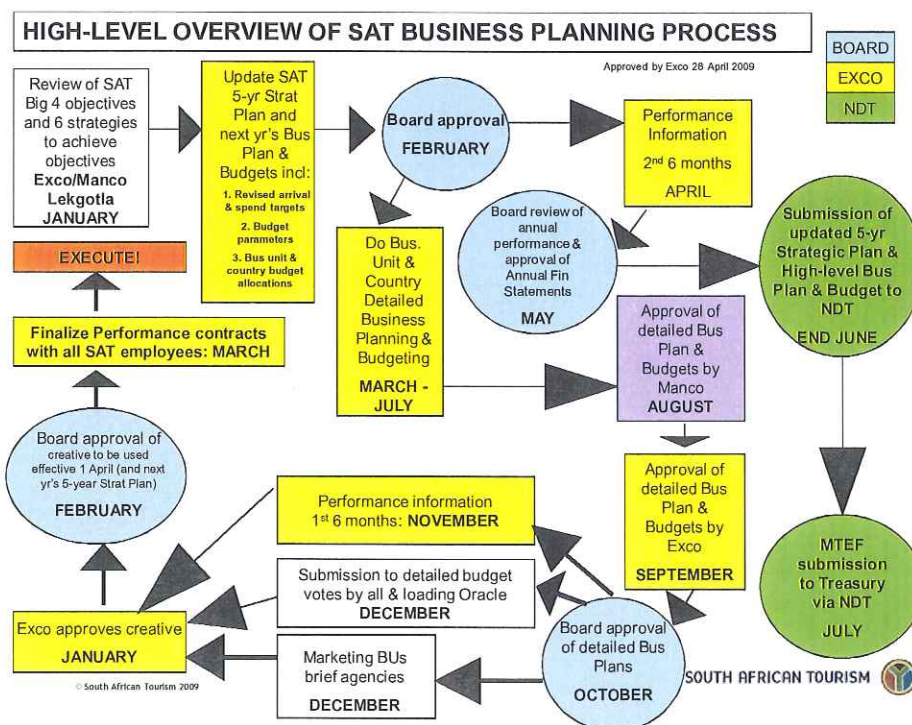 HIGH-LEVEL OVERVIEW OF SAT BUSINESS PLANNING PROCESS
Approved by Exco 28 April 2009
BOARD
EXCO
NDT
Review of SAT
Big 4 objectives
and 6 strategies
to achieve
objectives
Exco/Manco
Lekgotla
JANUARY
Update SAT
5-yr Strat
Plan and
next yr's Bus
Plan &
Budgets incl:
1. Revised arrival
& spend targets
2. Budget
parameters
3. Bus unit &
country budget
allocations
Board approval
FEBRUARY
Performance
Information
2nd 6 months
APRIL
Board review of
annual
performance &
approval of
Annual Fin
Statements
MAY
Submission of
updated 5-yr
Strategic Plan &
High-level Bus
Plan & Budget to
NDT
END JUNE
EXECUTE!
Do Bus.
Unit &
Country
Detailed
Business
Planning &
Budgeting
MARCH -
JULY
Approval of
detailed Bus
Plan &
Budgets by
Manco
AUGUST
Finalize Performance contracts
with all SAT employees: MARCH
Board approval of
creative to be used
effective 1 April (and next
yr's 5-year Strat Plan)
FEBRUARY
Approval of
detailed Bus
Plan &
Budgets by
Exco
SEPTEMBER
Performance information
1st 6 months: NOVEMBER
MTEF
submission
to Treasury
via NDT
JULY
Submission to detailed budget
votes by all & loading Oracle
DECEMBER
Exco approves creative
JANUARY
Board approval
of detailed Bus
Plans
OCTOBER
Marketing BUs
brief agencies
DECEMBER
© South African Tourism 2009
SOUTH AFRICAN TOURISM